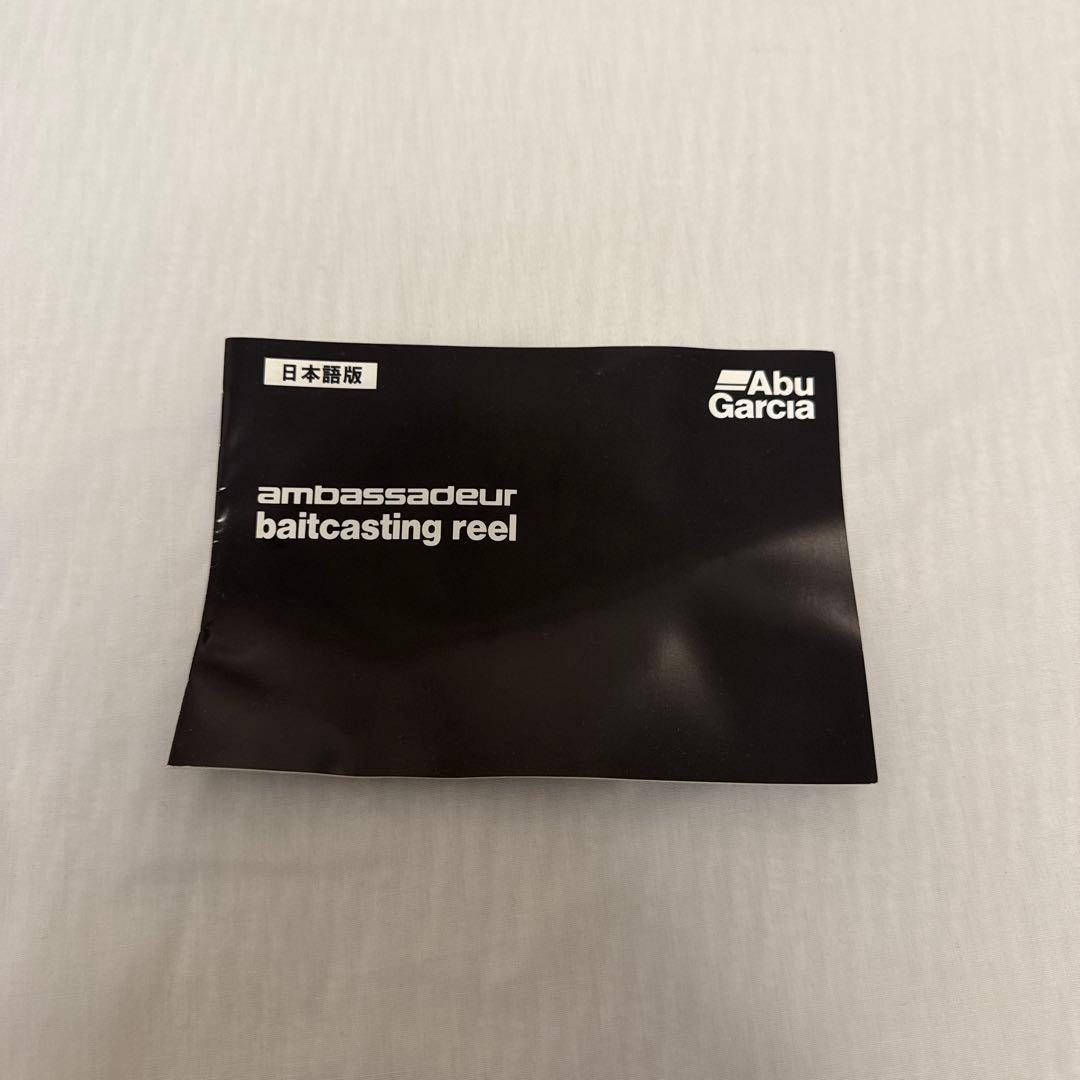 日本語版
Abu
Garcia
ambassadeur
baitcasting reel